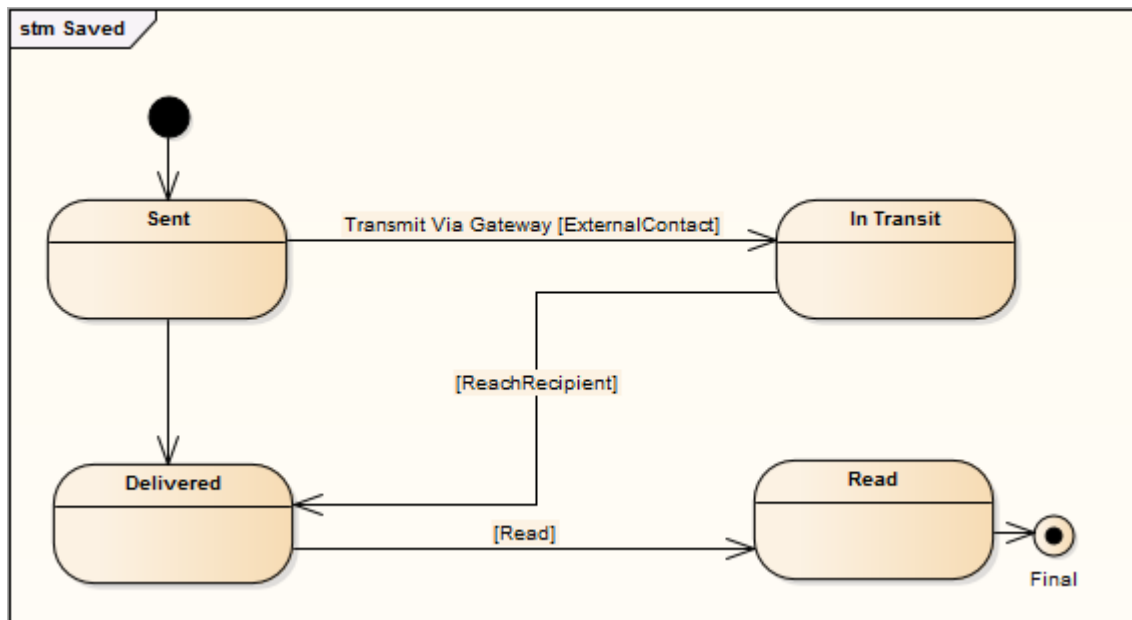 stm Saved
Sent
Transmit Via Gateway [ExternalContact]
In Transit
[ReachRecipient]
Delivered
[Read]
Read
Final